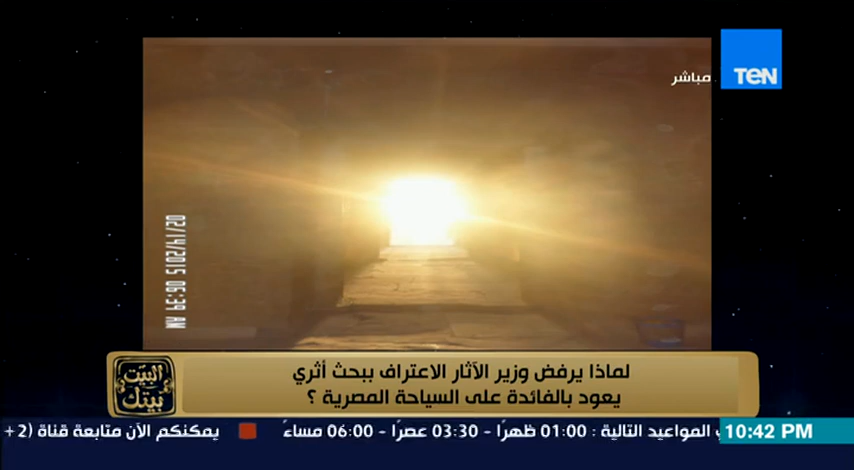 TEN
مباشر
02/14/2015 06:39 AM
لماذا يرفض وزير الآثار الاعتراف ببحث أثري
يعود بالفائدة على السياحة المصرية ؟
البيت
بيتك
المواعيد التالية : 01:00 ظهرًا - 03:30 عصرًا - 06:00 مساءً ■ يمكنكم الآن متابعة قناة (2+
10:42 PM